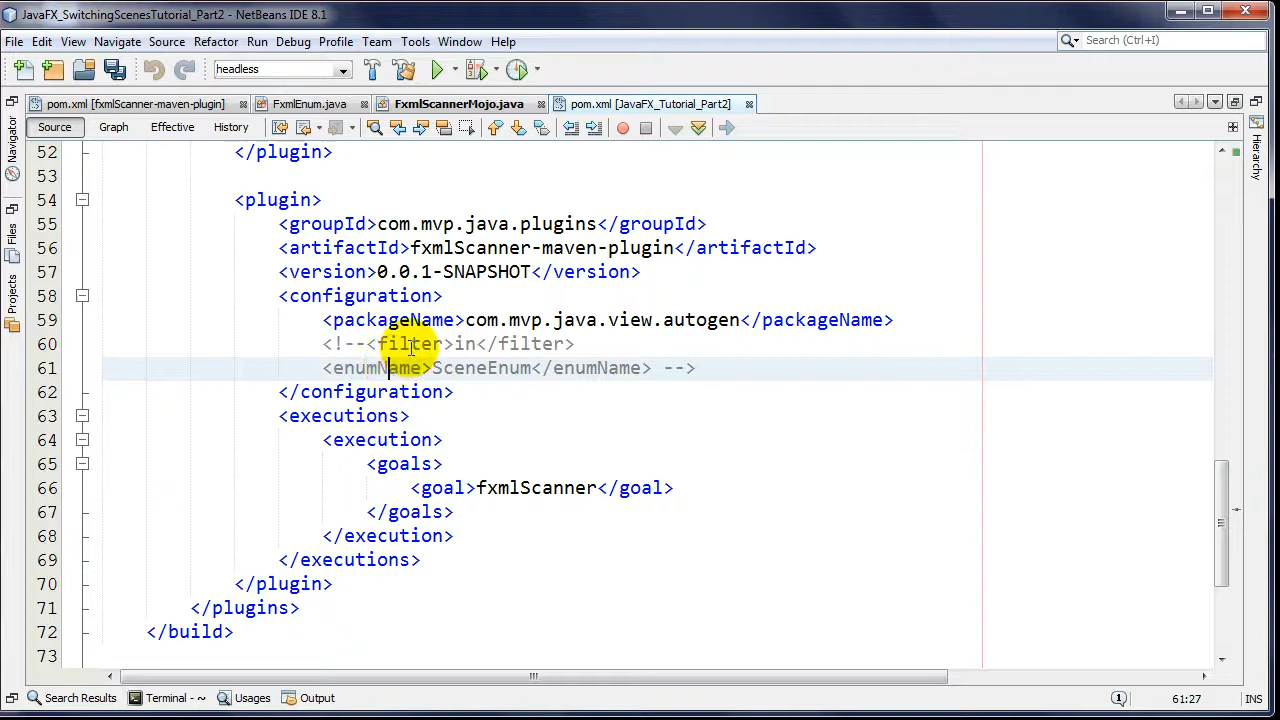 JavaFX_SwitchingScenesTutorial_Part2 - NetBeans IDE 8.1
File Edit View Navigate Source Refactor Run Debug Profile Team Tools Window Help
Search (Ctrl+I)
headless
pom.xml [fxmlScanner-maven-plugin] FxmlEnum.java FxmlScannerMojo.java pom.xml [JavaFX_Tutorial_Part2]
Source Graph Effective History
52 </plugin>
53
54 <plugin>
55 <groupId>com.mvp.java.plugins</groupId>
56 <artifactId>fxmlScanner-maven-plugin</artifactId>
57 <version>0.0.1-SNAPSHOT</version>
58 <configuration>
59 <packageName>com.mvp.java.view.autogen</packageName>
60 <!--<filter>in</filter>
61 <enumName>SceneEnum</enumName> -->
62 </configuration>
63 <executions>
64 <execution>
65 <goals>
66 <goal>fxmlScanner</goal>
67 </goals>
68 </execution>
69 </executions>
70 </plugin>
71 </plugins>
72 </build>
73
Navigator
Files
Projects
Hierarchy
Search Results Terminal - ~ Usages Output
1 61:27 INS